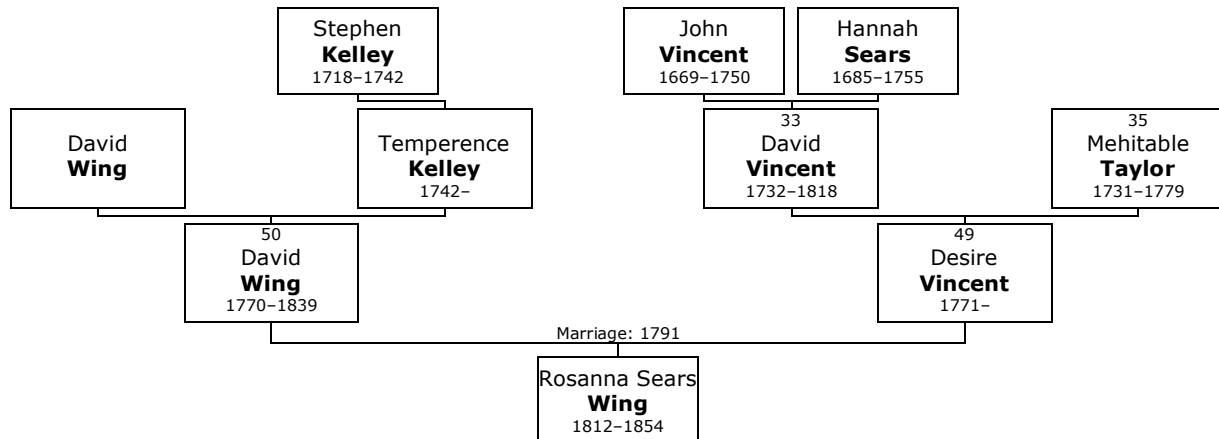 Stephen
Kelley
1718–1742
John
Vincent
1669–1750
Hannah
Sears
1685–1755
David
Wing
Temperence
Kelley
1742–
33
David
Vincent
1732–1818
35
Mehitable
Taylor
1731–1779
50
David
Wing
1770–1839
49
Desire
Vincent
1771–
Marriage: 1791
Rosanna Sears
Wing
1812–1854